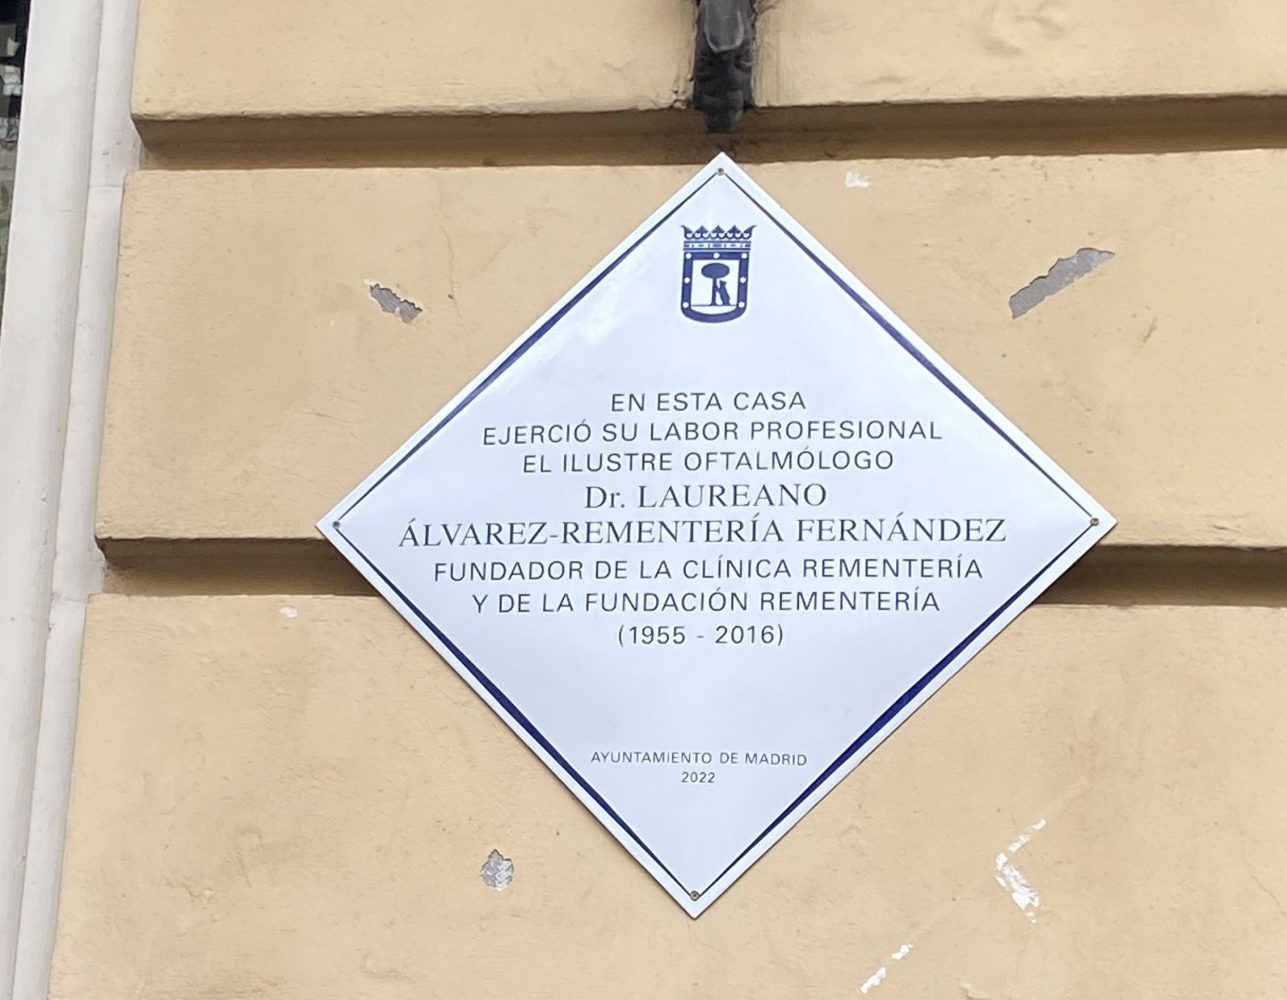 EN ESTA CASA
EJERCIÓ SU LABOR PROFESIONAL
EL ILUSTRE OFTALMÓLOGO
Dr. LAUREANO
ÁLVAREZ-REMENTERÍA FERNÁNDEZ
FUNDADOR DE LA CLÍNICA REMENTERÍA
Y DE LA FUNDACIÓN REMENTERÍA
(1955 - 2016)
AYUNTAMIENTO DE MADRID
2022